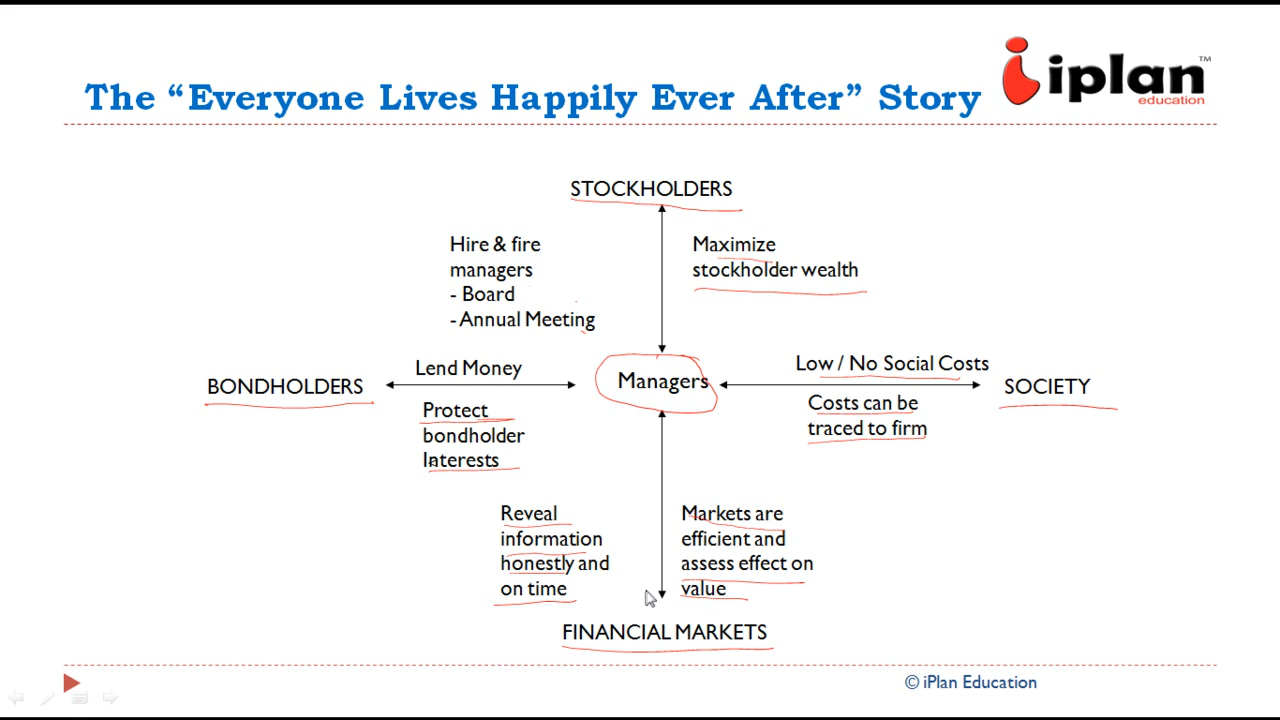 The “Everyone Lives Happily Ever After” Story
iplan™
education
STOCKHOLDERS
Hire & fire
managers
- Board
- Annual Meeting
Maximize
stockholder wealth
BONDHOLDERS
Lend Money
Protect
bondholder
Interests
Managers
Low / No Social Costs
Costs can be
traced to firm
SOCIETY
Reveal
information
honestly and
on time
Markets are
efficient and
assess effect on
value
FINANCIAL MARKETS
© iPlan Education